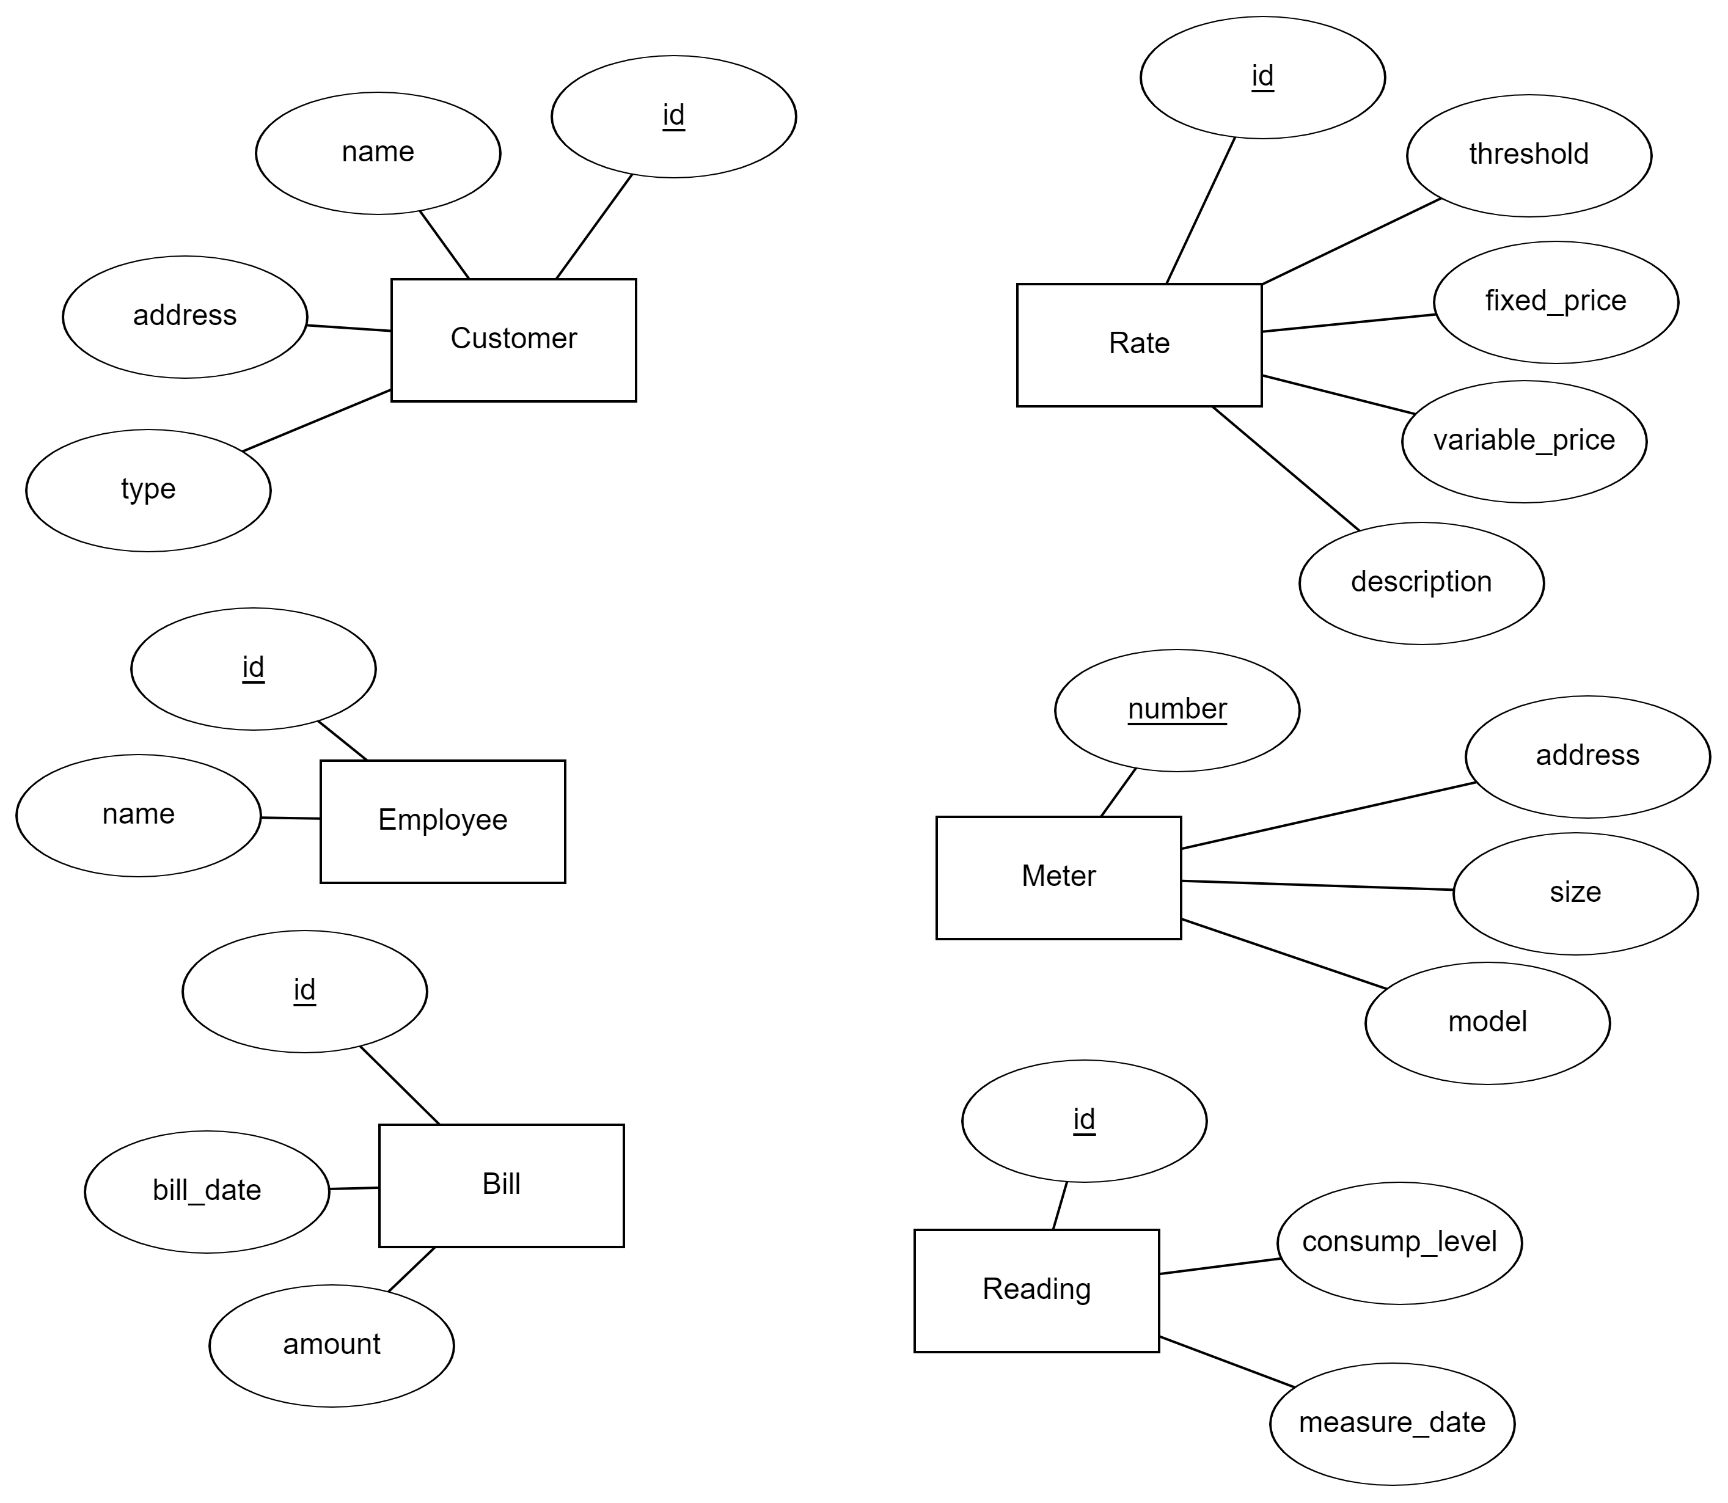 id
name
address
Customer
type
id
threshold
fixed_price
Rate
variable_price
description
id
name
Employee
number
address
Meter
size
model
id
bill_date
Bill
amount
id
consump_level
Reading
measure_date